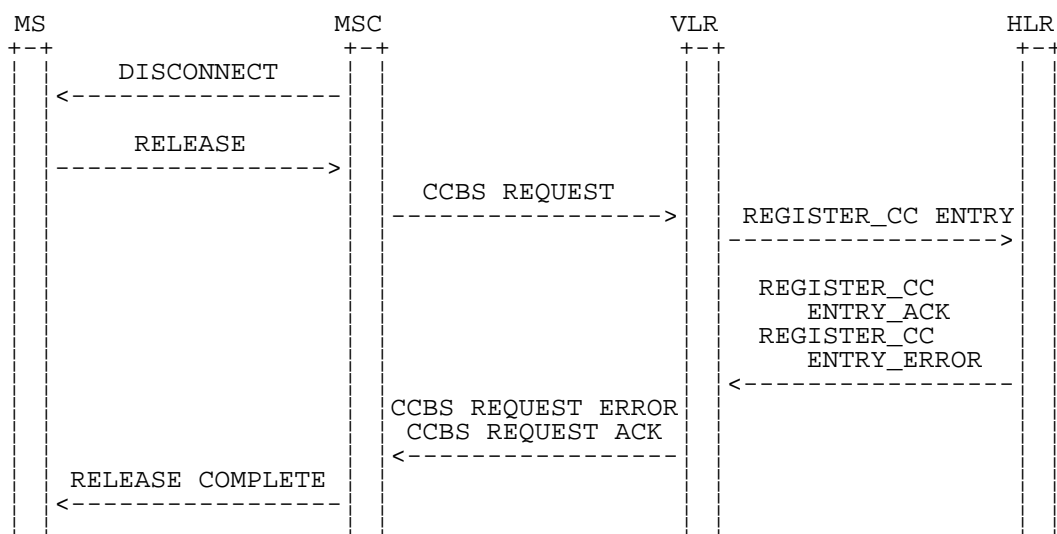 MS MSC VLR HLR
DISCONNECT
RELEASE
CCBS REQUEST
REGISTER_CC ENTRY
REGISTER_CC
ENTRY_ACK
REGISTER_CC
ENTRY_ERROR
CCBS REQUEST ERROR
CCBS REQUEST ACK
RELEASE COMPLETE